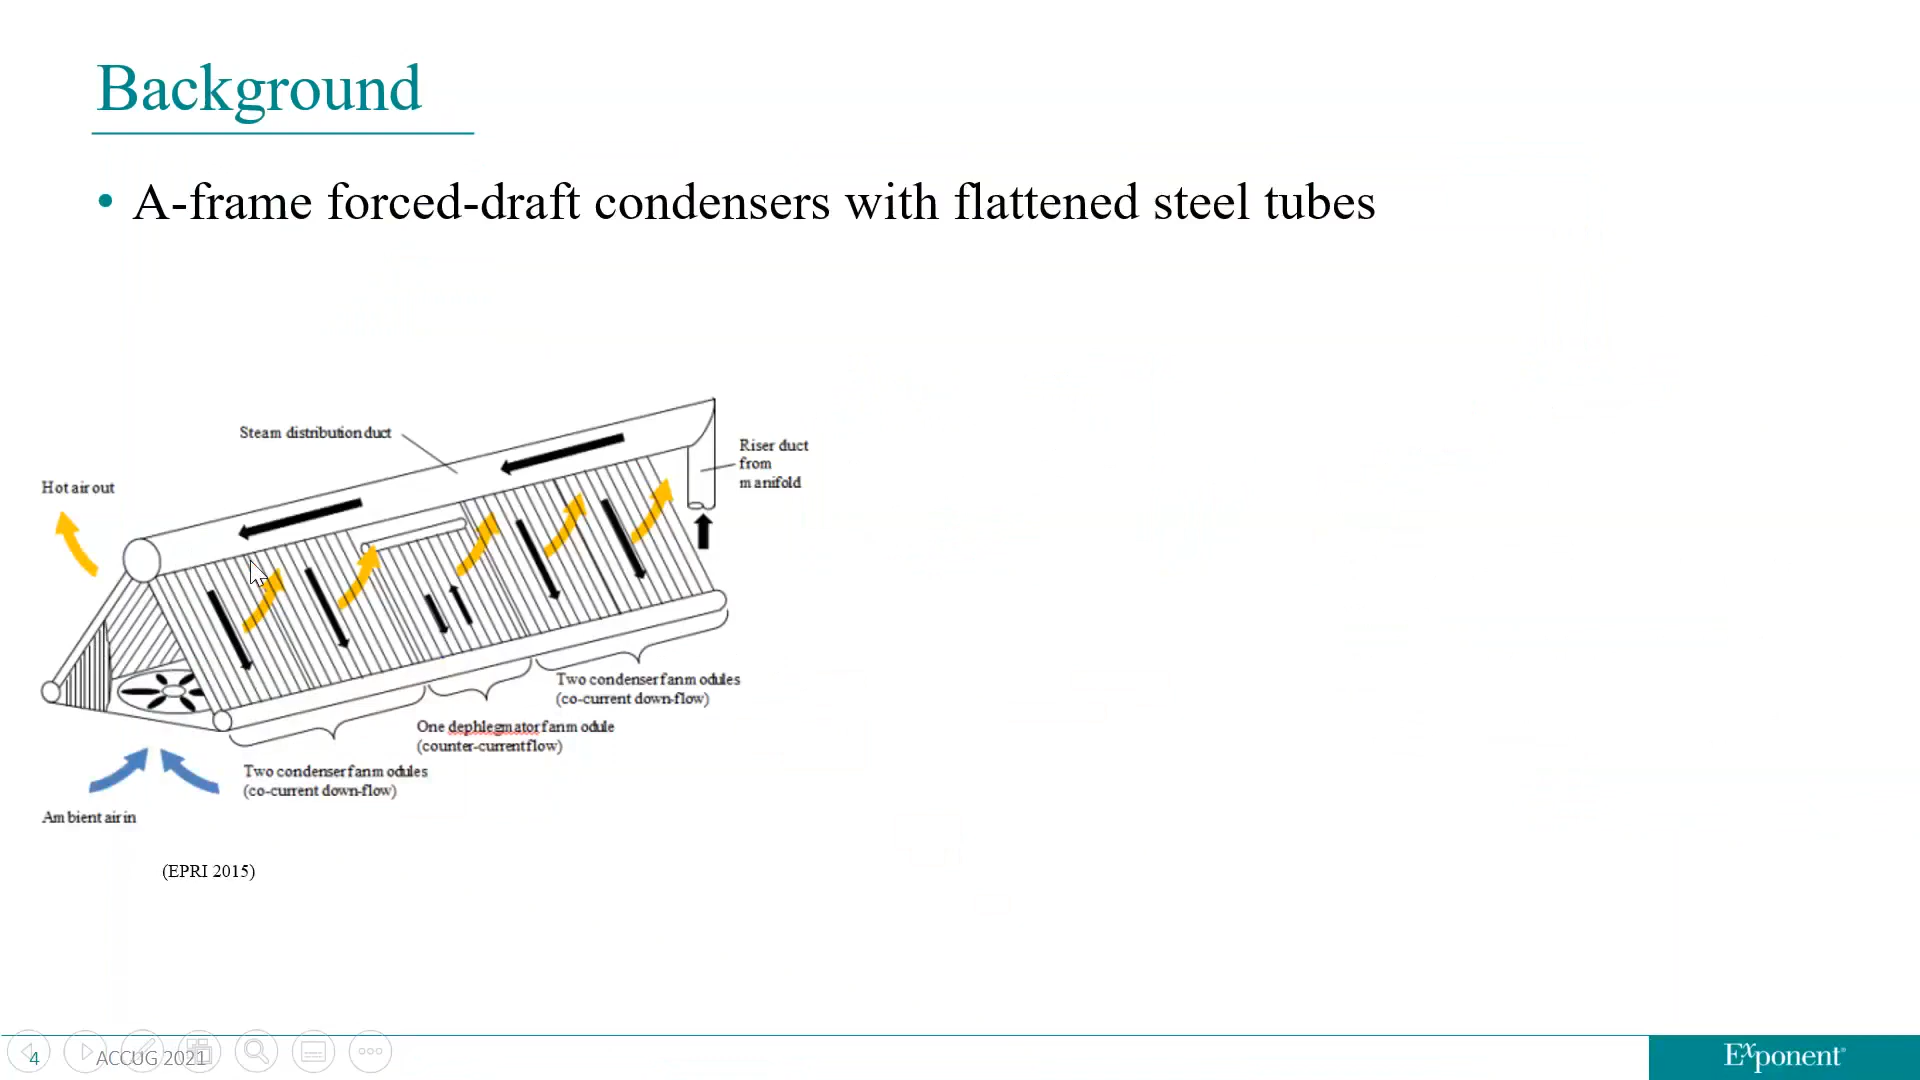 Background
• A-frame forced-draft condensers with flattened steel tubes
Steam distribution duct
Riser duct
from
manifold
Hot air out
Two condenser fan modules
(co-current down-flow)
One dephlegmator fan module
(counter-current flow)
Two condenser fan modules
(co-current down-flow)
Ambient air in
(EPRI 2015)
4
ACCUG 2021
Exponent®